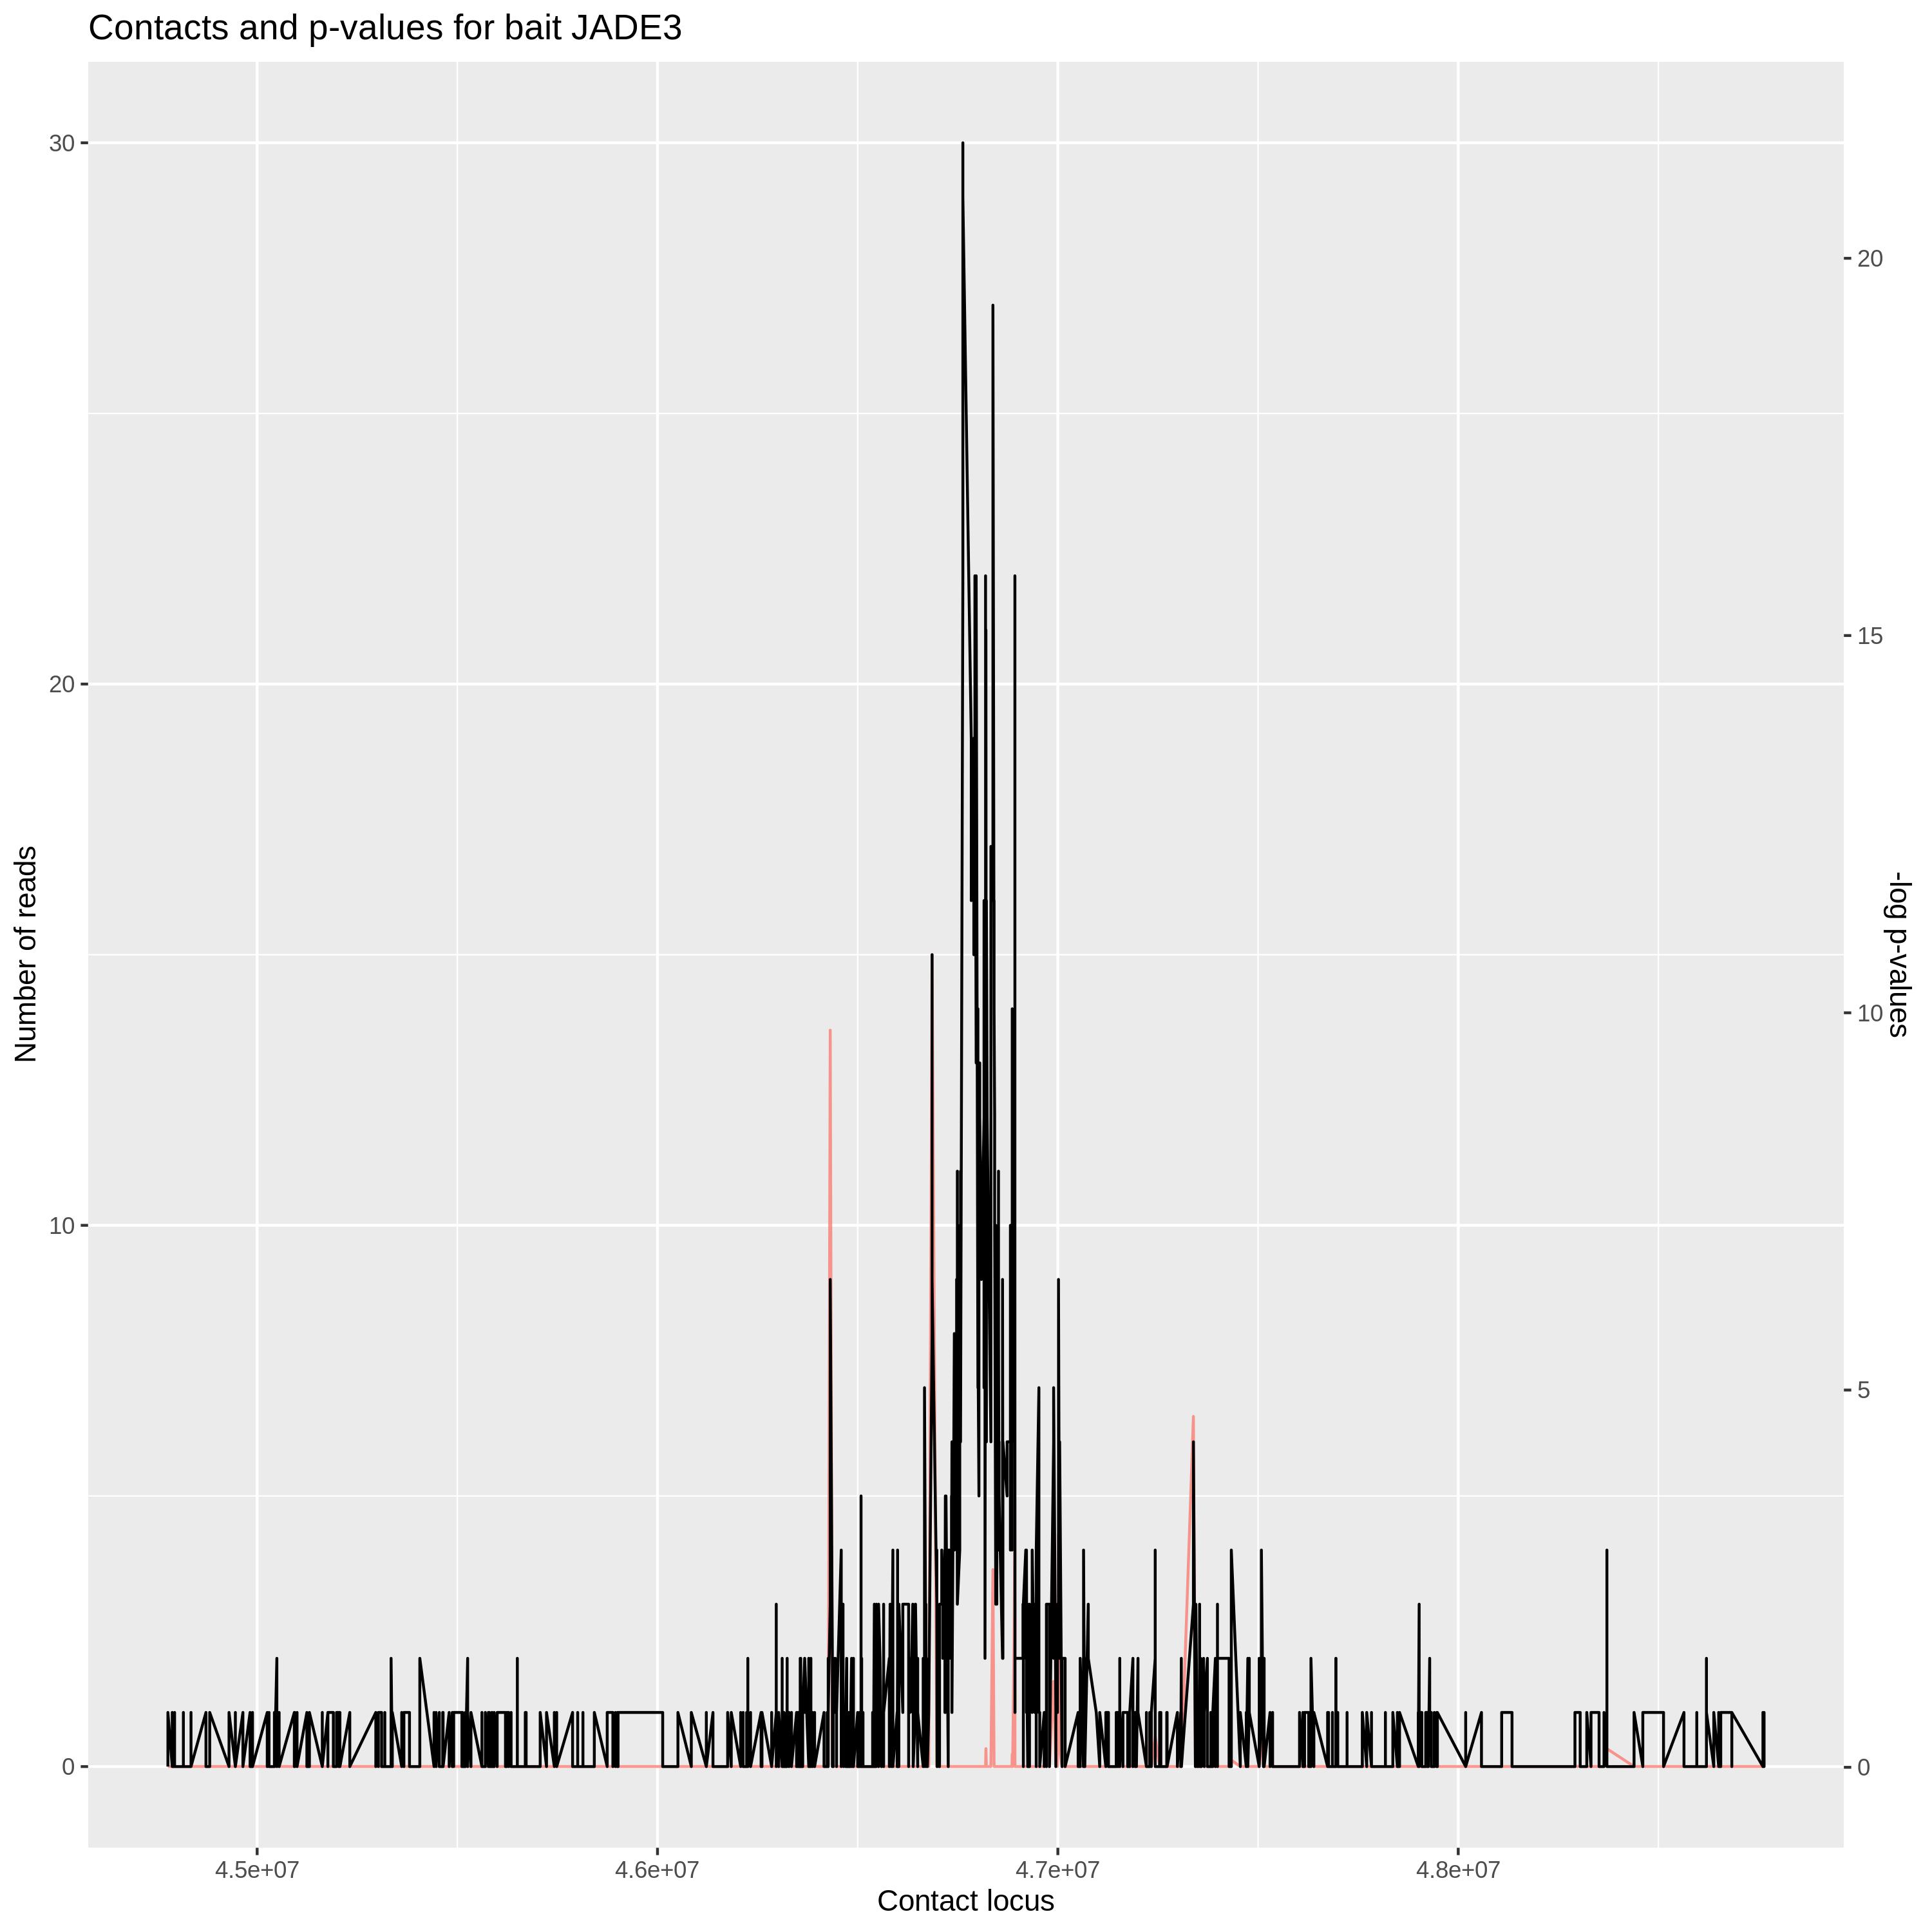 Contacts and p-values for bait JADE3
30
20
10
0
Number of reads
20
15
10
5
0
-log p-values
4.5e+07
4.6e+07
4.7e+07
4.8e+07
Contact locus